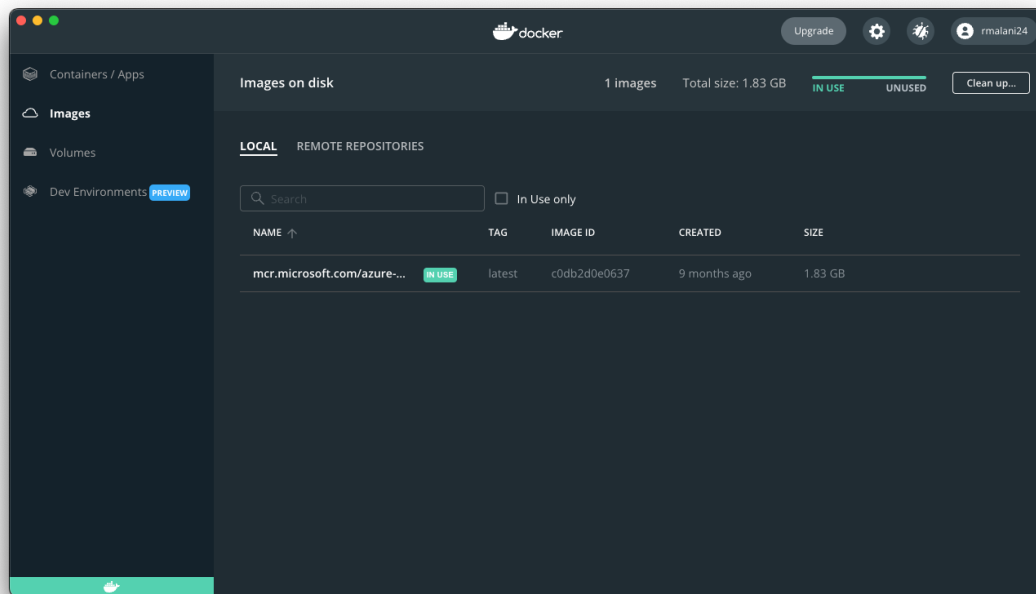 docker
Upgrade
rmalani24
Containers / Apps
Images
Volumes
Dev Environments PREVIEW
Images on disk
1 images
Total size: 1.83 GB
IN USE
UNUSED
Clean up...
LOCAL
REMOTE REPOSITORIES
Search
In Use only
NAME TAG IMAGE ID CREATED SIZE
mcr.microsoft.com/azure-... IN USE latest c0db2d0e0637 9 months ago 1.83 GB